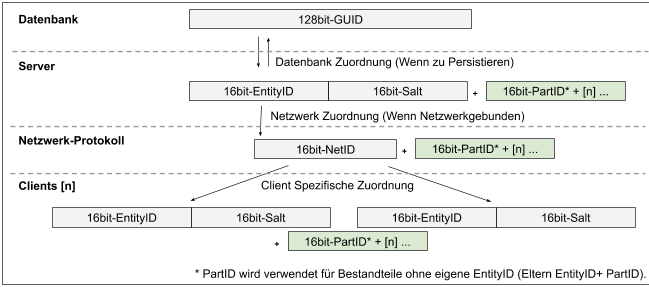 Datenbank
128bit-GUID
Datenbank Zuordnung (Wenn zu Persistieren)
Server
16bit-EntityID 16bit-Salt + 16bit-PartID* + [n] ...
Netzwerk Zuordnung (Wenn Netzwerkgebunden)
Netzwerk-Protokoll
16bit-NetID + 16bit-PartID* + [n] ...
Clients [n]
Client Spezifische Zuordnung
16bit-EntityID 16bit-Salt 16bit-EntityID 16bit-Salt
+ 16bit-PartID* + [n] ...
* PartID wird verwendet für Bestandteile ohne eigene EntityID (Eltern EntityID+ PartID).